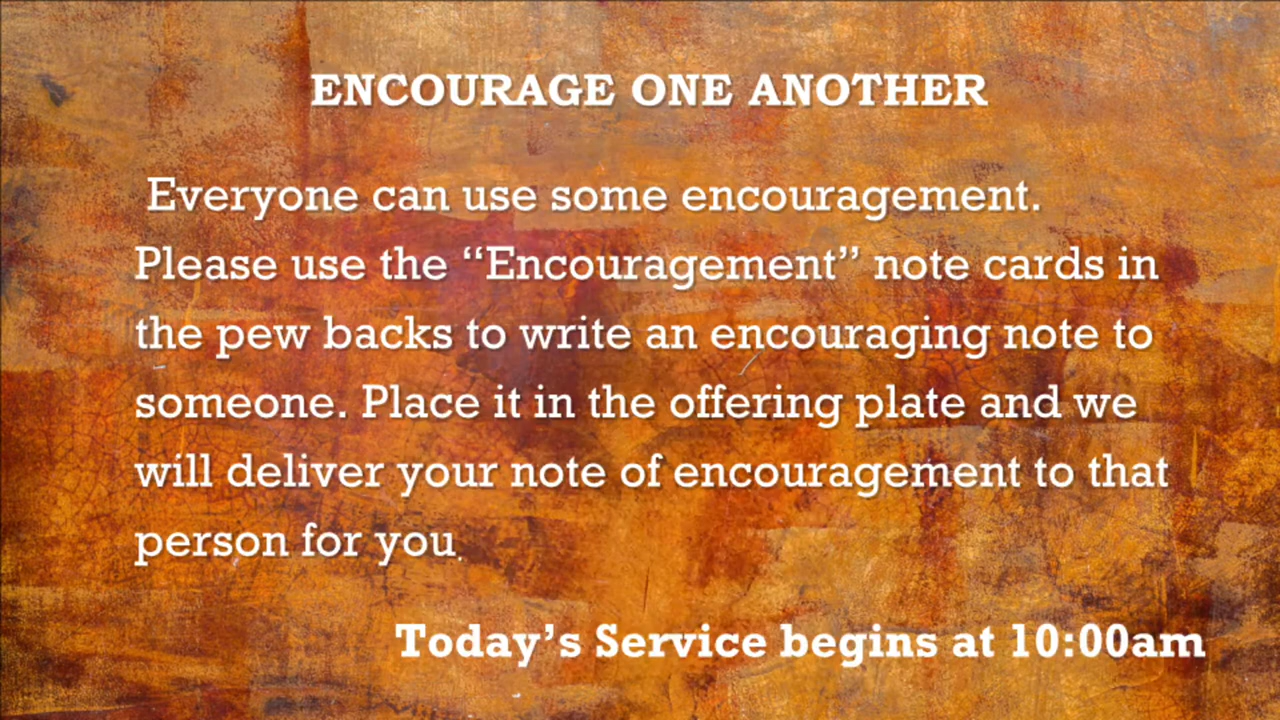 ENCOURAGE ONE ANOTHER
Everyone can use some encouragement.
Please use the “Encouragement” note cards in
the pew backs to write an encouraging note to
someone. Place it in the offering plate and we
will deliver your note of encouragement to that
person for you.
Today’s Service begins at 10:00am